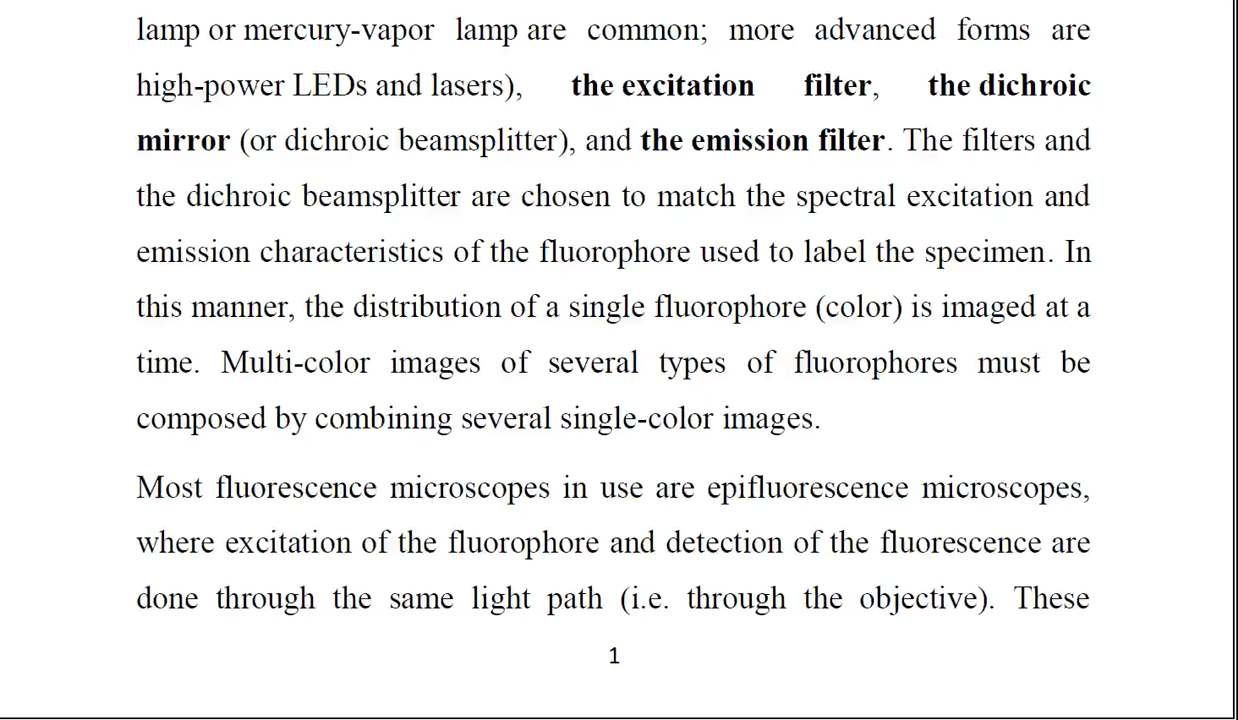 lamp or mercury-vapor lamp are common; more advanced forms are
high-power LEDs and lasers), the excitation filter, the dichroic
mirror (or dichroic beamsplitter), and the emission filter. The filters and
the dichroic beamsplitter are chosen to match the spectral excitation and
emission characteristics of the fluorophore used to label the specimen. In
this manner, the distribution of a single fluorophore (color) is imaged at a
time. Multi-color images of several types of fluorophores must be
composed by combining several single-color images.
Most fluorescence microscopes in use are epifluorescence microscopes,
where excitation of the fluorophore and detection of the fluorescence are
done through the same light path (i.e. through the objective). These
1